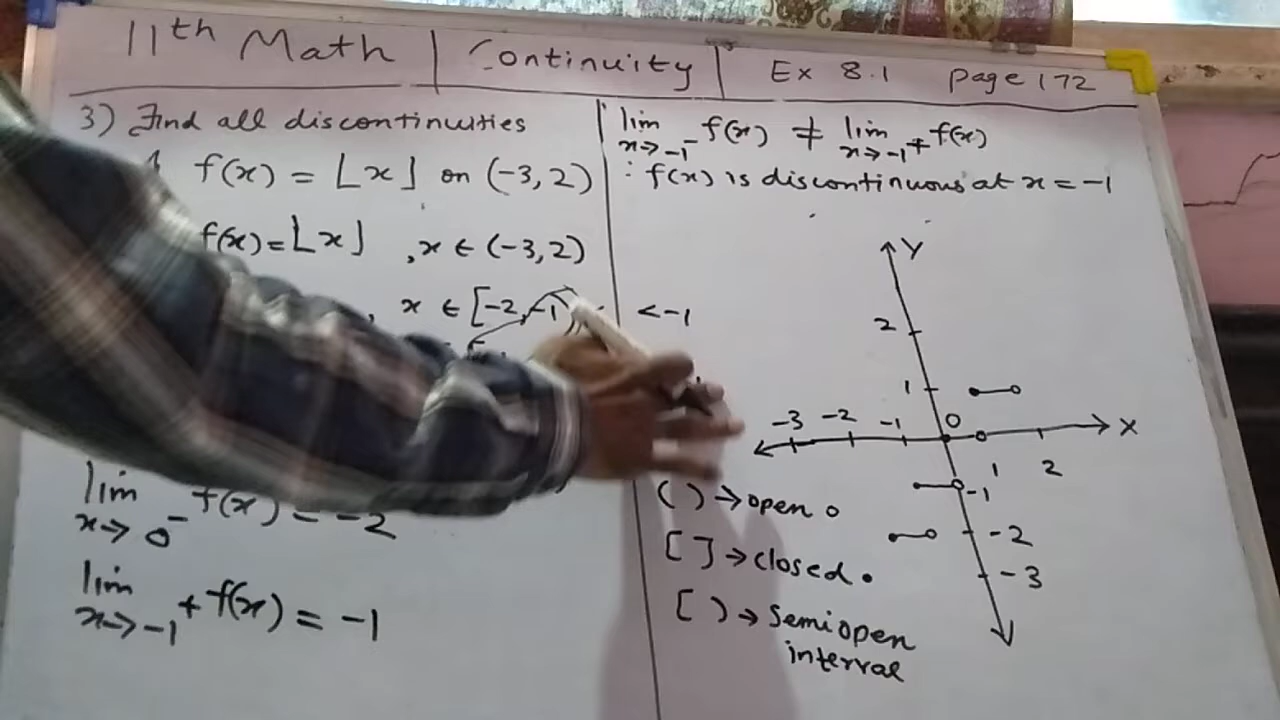 11th Math | Continuity | Ex 8.1 page 172
3) Find all discontinuities
f(x) = ⌊x⌋ on (-3, 2)
f(x) = ⌊x⌋ , x ∈ (-3, 2)
, x ∈ [-2, -1)
lim x→0⁻ f(x) = -2
lim x→-1⁺ f(x) = -1
lim x→-1⁻ f(x) ≠ lim x→-1⁺ f(x)
∴ f(x) is discontinuous at x = -1
< -1
Y
2
1
-3 -2 -1 0 X
1 2
-1
-2
-3
( ) → open o
[ ] → closed •
[ ) → Semiopen
interval